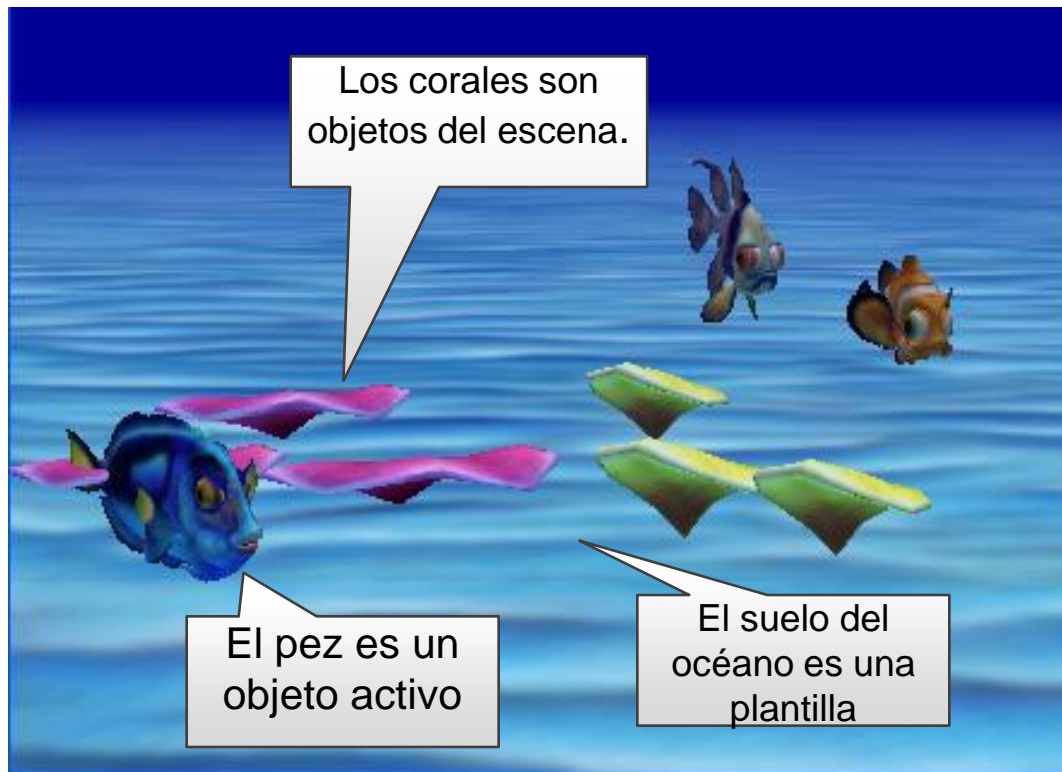 Los corales son
objetos del escena.
El pez es un
objeto activo
El suelo del
océano es una
plantilla